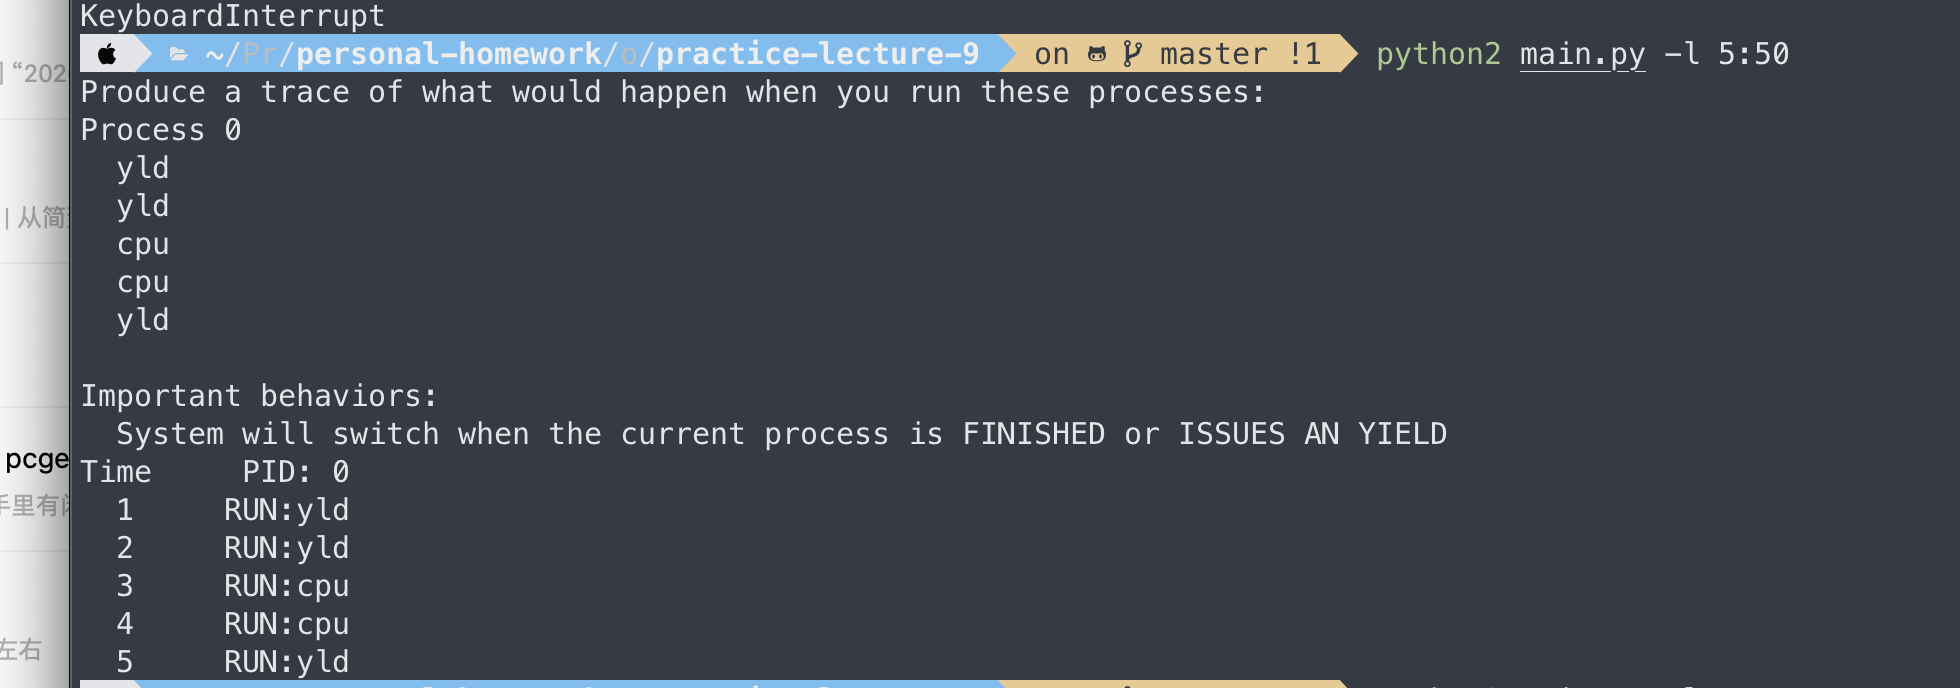 KeyboardInterrupt
~/Pr/personal-homework/o/practice-lecture-9 on master !1 python2 main.py -l 5:50
Produce a trace of what would happen when you run these processes:
Process 0
yld
yld
cpu
cpu
yld
Important behaviors:
System will switch when the current process is FINISHED or ISSUES AN YIELD
Time PID: 0
1 RUN:yld
2 RUN:yld
3 RUN:cpu
4 RUN:cpu
5 RUN:yld
“202
| 从简
pcge
手里有
左右